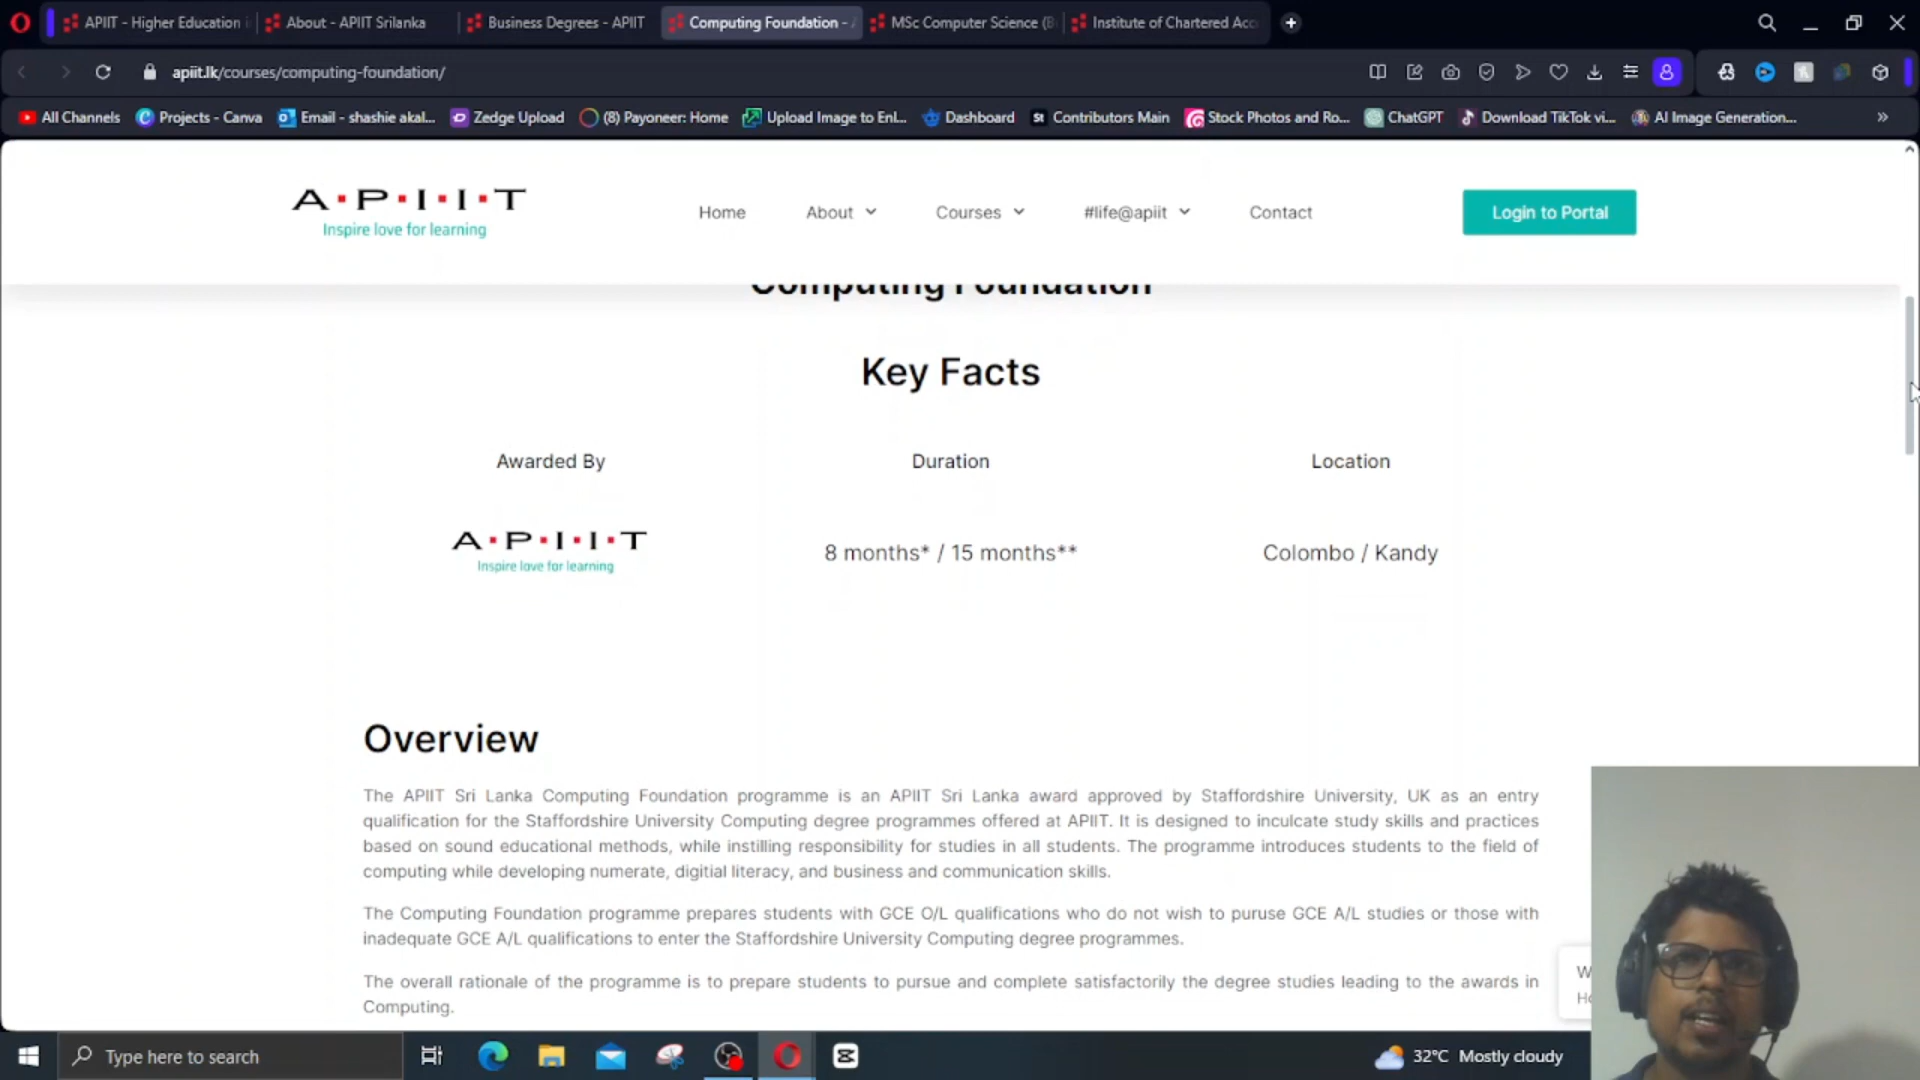 APIIT - Higher Education i
About - APIIT Srilanka
Business Degrees - APIIT
Computing Foundation - A
MSc Computer Science (B
Institute of Chartered Acc
apiit.lk/courses/computing-foundation/
All Channels
Projects - Canva
Email - shashie akal...
Zedge Upload
(8) Payoneer: Home
Upload Image to Enl...
Dashboard
St Contributors Main
Stock Photos and Ro...
ChatGPT
Download TikTok vi...
AI Image Generation...
A·P·I·I·T
Inspire love for learning
Home
About
Courses
#life@apiit
Contact
Login to Portal
Computing Foundation
Key Facts
Awarded By
Duration
Location
A·P·I·I·T
Inspire love for learning
8 months* / 15 months**
Colombo / Kandy
Overview
The APIIT Sri Lanka Computing Foundation programme is an APIIT Sri Lanka award approved by Staffordshire University, UK as an entry
qualification for the Staffordshire University Computing degree programmes offered at APIIT. It is designed to inculcate study skills and practices
based on sound educational methods, while instilling responsibility for studies in all students. The programme introduces students to the field of
computing while developing numerate, digitial literacy, and business and communication skills.
The Computing Foundation programme prepares students with GCE O/L qualifications who do not wish to puruse GCE A/L studies or those with
inadequate GCE A/L qualifications to enter the Staffordshire University Computing degree programmes.
The overall rationale of the programme is to prepare students to pursue and complete satisfactorily the degree studies leading to the awards in
Computing.
Type here to search
32°C Mostly cloudy